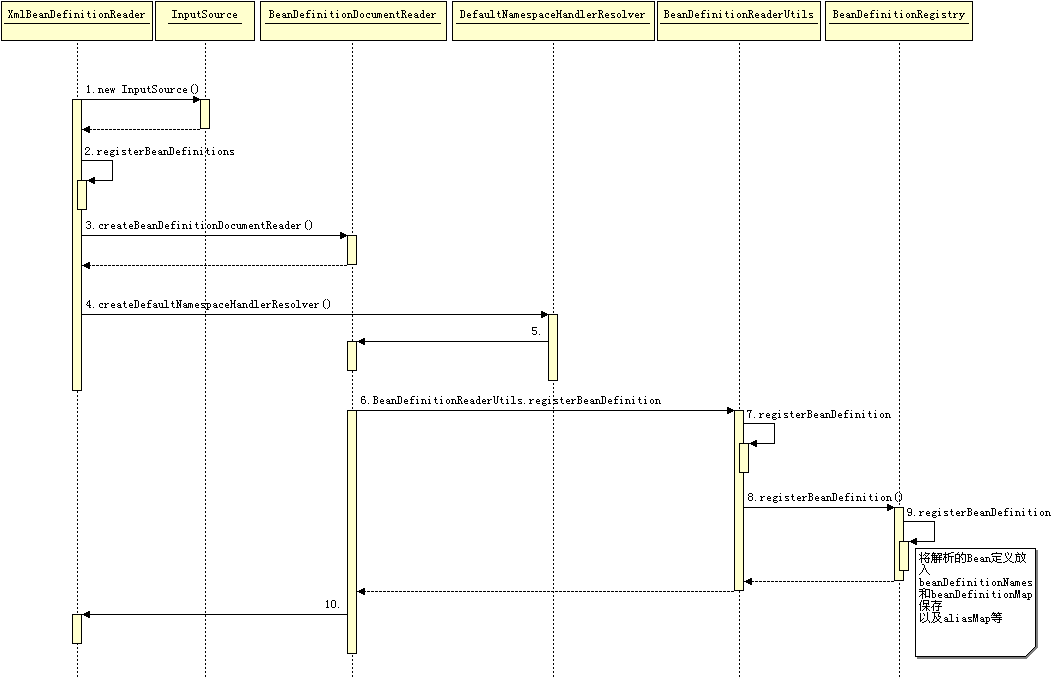 XmlBeanDefinitionReader
InputSource
BeanDefinitionDocumentReader
DefaultNamespaceHandlerResolver
BeanDefinitionReaderUtils
BeanDefinitionRegistry
1.new InputSource()
2.registerBeanDefinitions
3.createBeanDefinitionDocumentReader()
4.createDefaultNamespaceHandlerResolver()
5.
6.BeanDefinitionReaderUtils.registerBeanDefinition
7.registerBeanDefinition
8.registerBeanDefinition()
9.registerBeanDefinition
将解析的Bean定义放
入
beanDefinitionNames
和beanDefinitionMap
保存
以及aliasMap等
10.